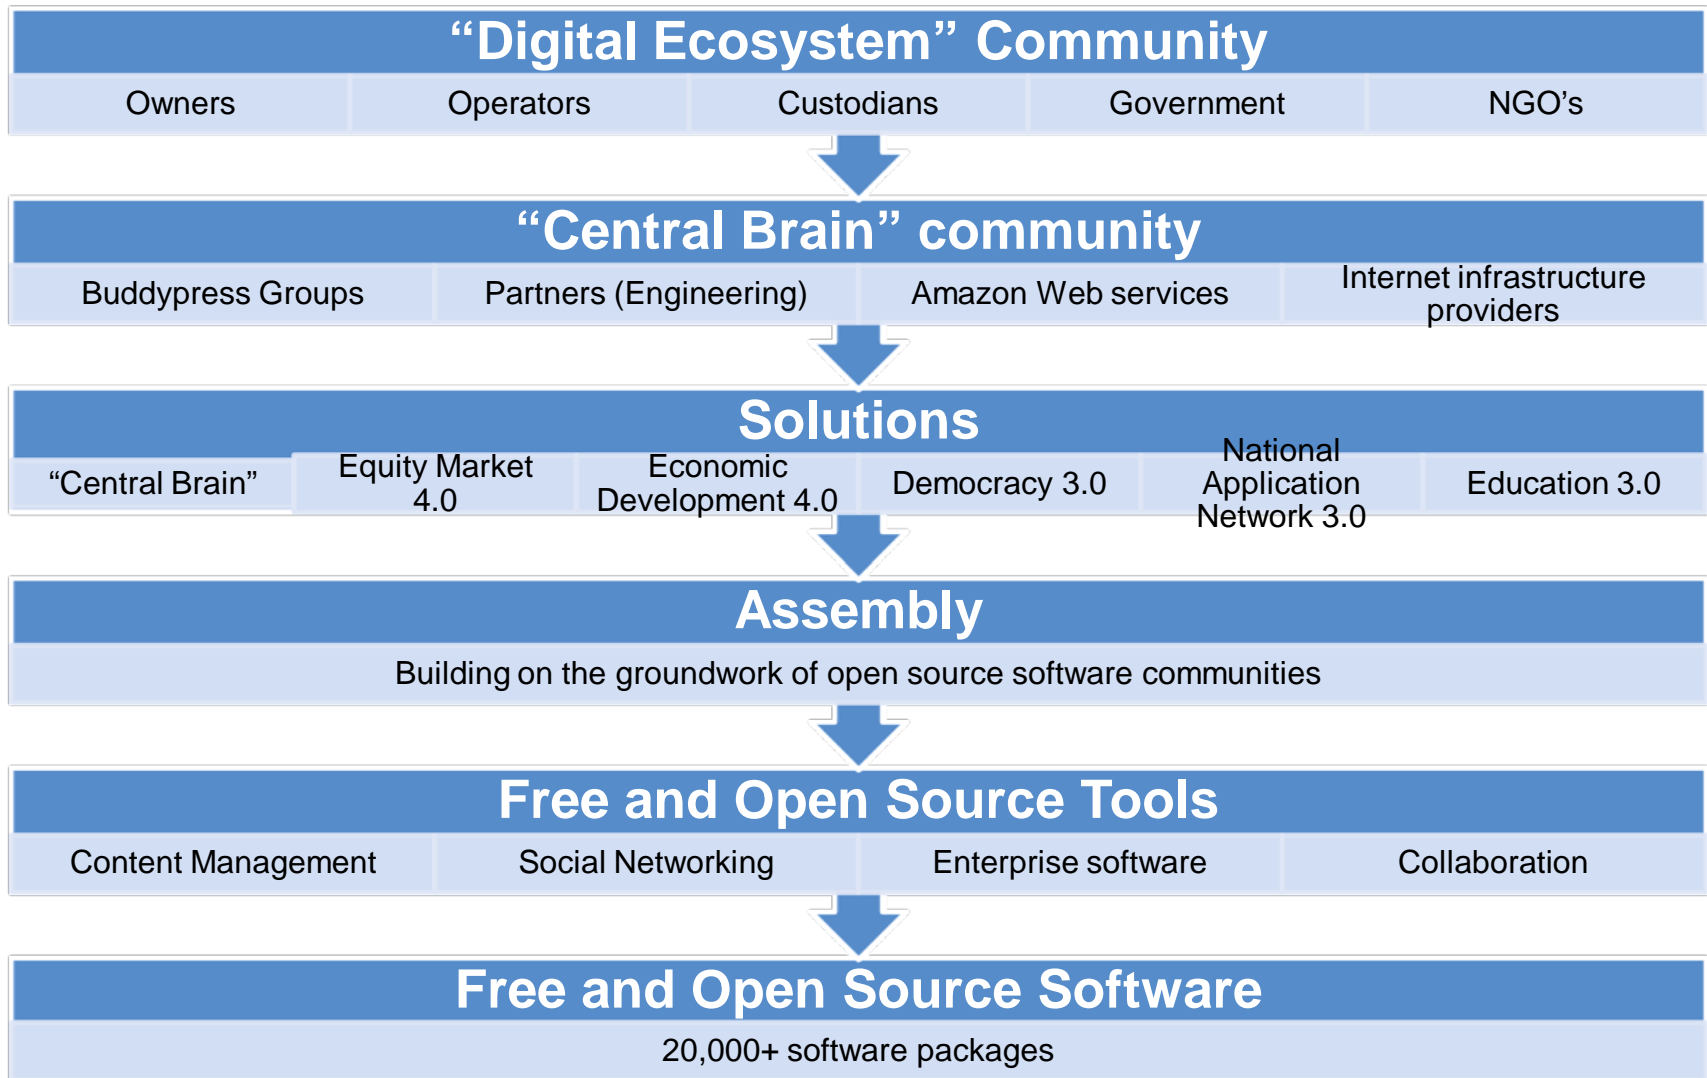 “Digital Ecosystem” Community
Owners
Operators
Custodians
Government
NGO’s
“Central Brain” community
Buddypress Groups
Partners (Engineering)
Amazon Web services
Internet infrastructure
providers
Solutions
“Central Brain”
Equity Market
4.0
Economic
Development 4.0
Democracy 3.0
National
Application
Network 3.0
Education 3.0
Assembly
Building on the groundwork of open source software communities
Free and Open Source Tools
Content Management
Social Networking
Enterprise software
Collaboration
Free and Open Source Software
20,000+ software packages